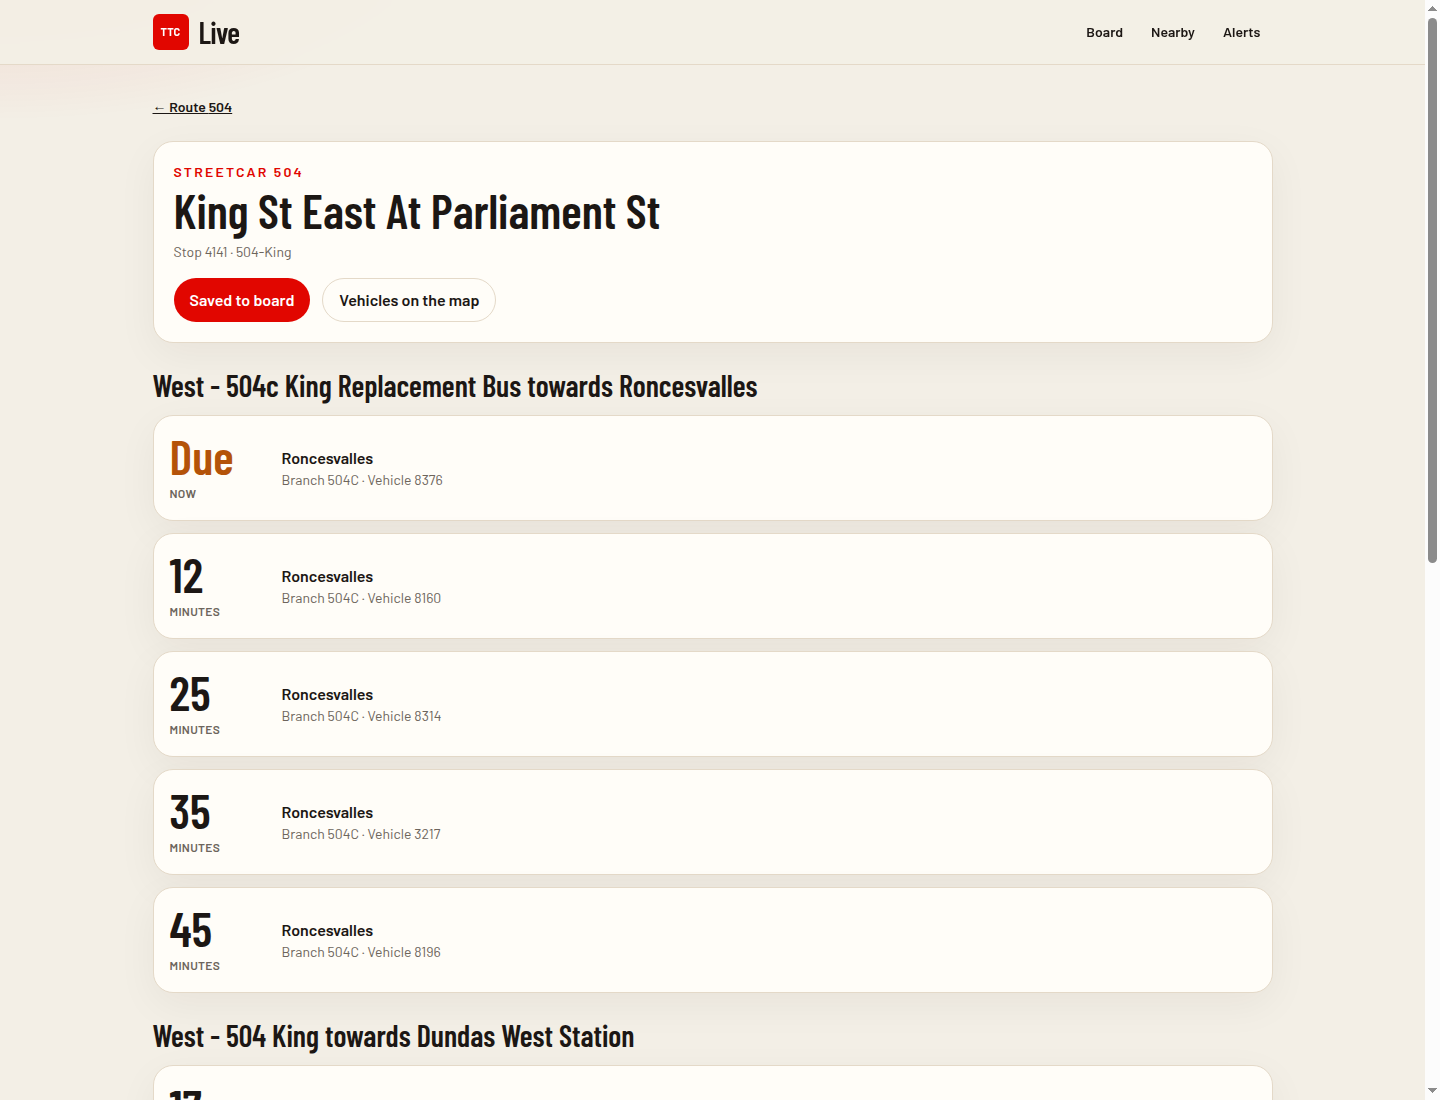 TTC Live
Board Nearby Alerts
← Route 504
STREETCAR 504
King St East At Parliament St
Stop 4141 · 504-King
Saved to board
Vehicles on the map
West - 504c King Replacement Bus towards Roncesvalles
Due
NOW
Roncesvalles
Branch 504C · Vehicle 8376
12
MINUTES
Roncesvalles
Branch 504C · Vehicle 8160
25
MINUTES
Roncesvalles
Branch 504C · Vehicle 8314
35
MINUTES
Roncesvalles
Branch 504C · Vehicle 3217
45
MINUTES
Roncesvalles
Branch 504C · Vehicle 8196
West - 504 King towards Dundas West Station